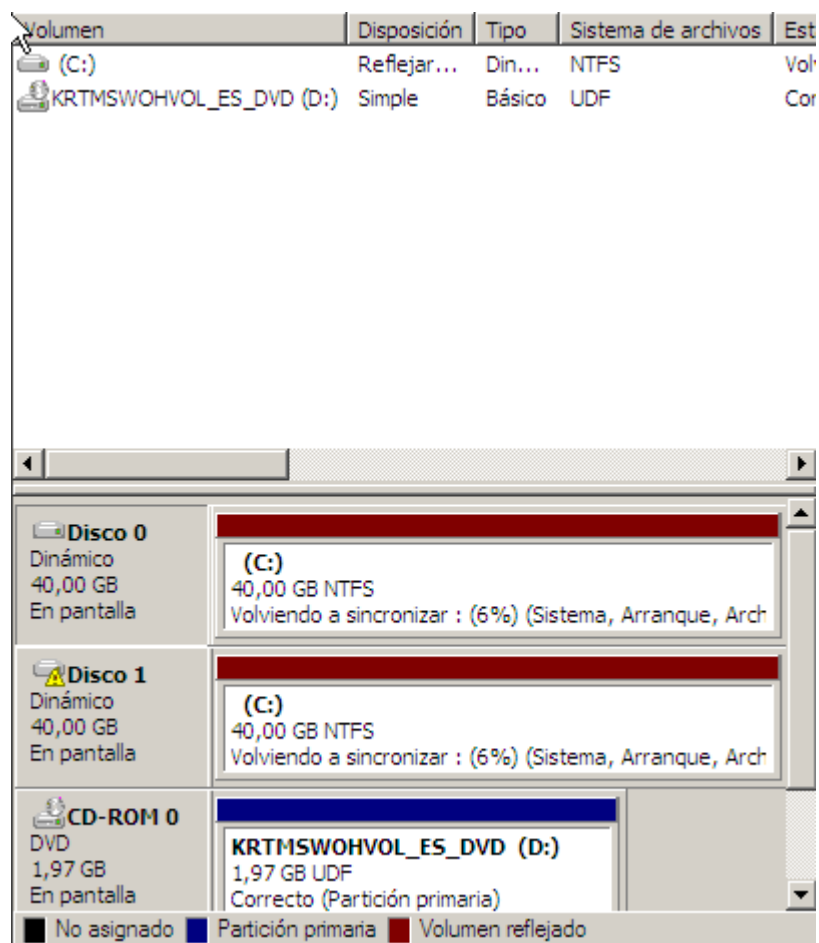 Volumen Disposición Tipo Sistema de archivos Est
(C:) Reflejar... Din... NTFS Vol
KRTMSWOHVOL_ES_DVD (D:) Simple Básico UDF Cor
Disco 0
Dinámico
40,00 GB
En pantalla
(C:)
40,00 GB NTFS
Volviendo a sincronizar : (6%) (Sistema, Arranque, Arch
Disco 1
Dinámico
40,00 GB
En pantalla
(C:)
40,00 GB NTFS
Volviendo a sincronizar : (6%) (Sistema, Arranque, Arch
CD-ROM 0
DVD
1,97 GB
En pantalla
KRTMSWOHVOL_ES_DVD (D:)
1,97 GB UDF
Correcto (Partición primaria)
No asignado Partición primaria Volumen reflejado